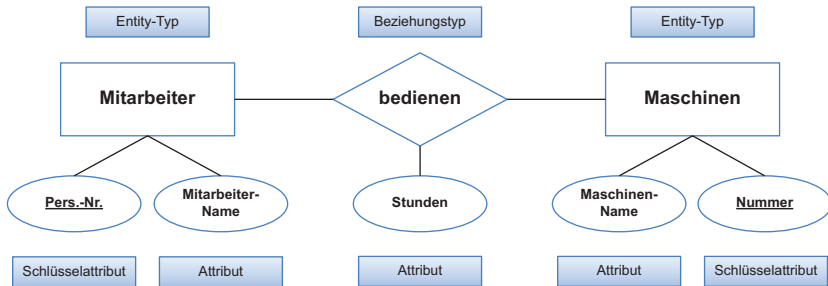 Entity-Typ
Beziehungstyp
Entity-Typ
Mitarbeiter
bedienen
Maschinen
Pers.-Nr.
Mitarbeiter-
Name
Stunden
Maschinen-
Name
Nummer
Schlüsselattribut
Attribut
Attribut
Attribut
Schlüsselattribut